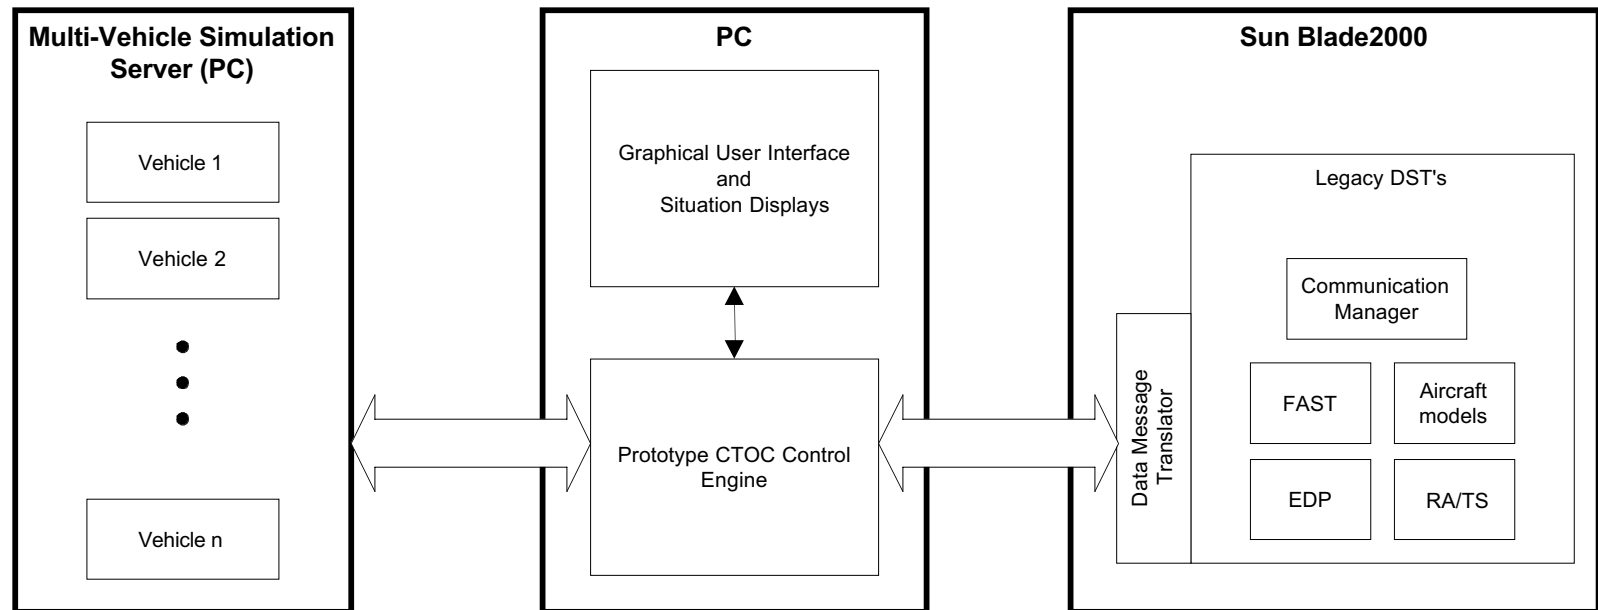 Multi-Vehicle Simulation
Server (PC)
Vehicle 1
Vehicle 2
Vehicle n
PC
Graphical User Interface
and
Situation Displays
Prototype CTOC Control
Engine
Sun Blade2000
Legacy DST's
Communication
Manager
Data Message
Translator
FAST
Aircraft
models
EDP
RA/TS